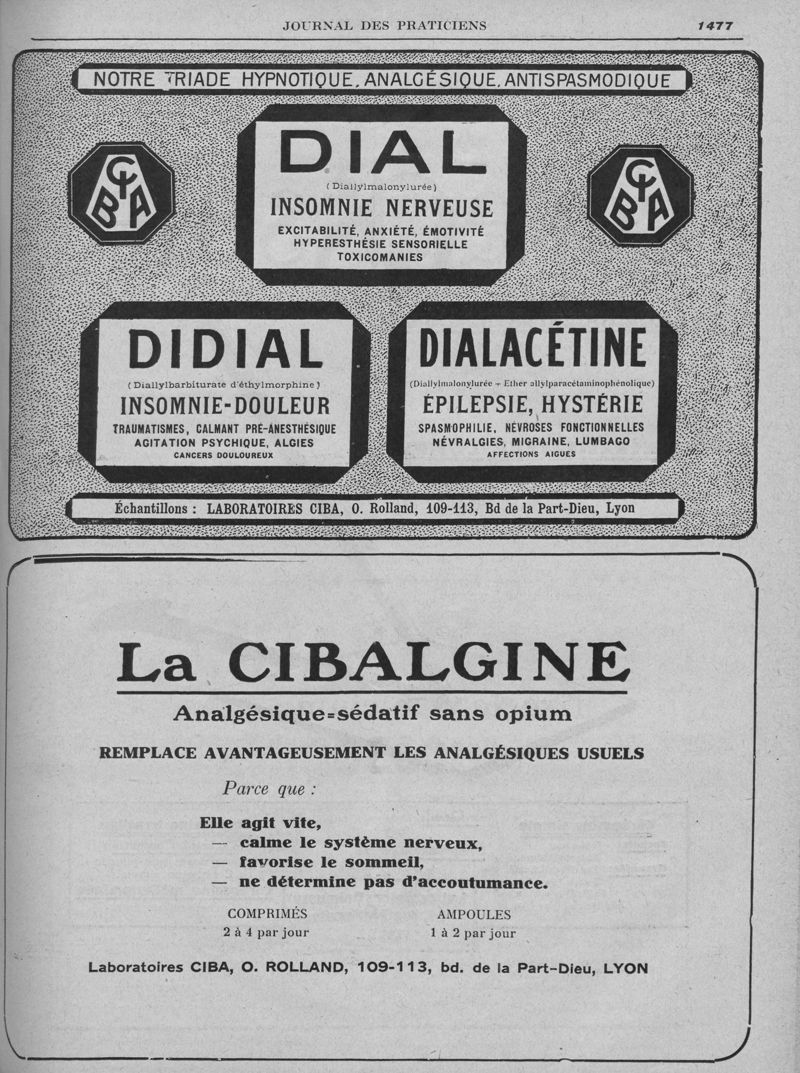 JOURNAL DES PRATICIENS 1477
NOTRE TRIADE HYPNOTIQUE, ANALGÉSIQUE, ANTISPASMODIQUE
CIBA
DIAL
(Diallylmalonylurée)
INSOMNIE NERVEUSE
EXCITABILITÉ, ANXIÉTÉ, ÉMOTIVITÉ
HYPERESTHÉSIE SENSORIELLE
TOXICOMANIES
CIBA
DIDIAL
(Diallylbarbiturate d'éthylmorphine)
INSOMNIE-DOULEUR
TRAUMATISMES, CALMANT PRÉ-ANESTHÉSIQUE
AGITATION PSYCHIQUE, ALGIES
CANCERS DOULOUREUX
DIALACÉTINE
(Diallylmalonylurée + Ether allylparacétaminophénolique)
ÉPILEPSIE, HYSTÉRIE
SPASMOPHILIE, NÉVROSES FONCTIONNELLES
NÉVRALGIES, MIGRAINE, LUMBAGO
AFFECTIONS AIGUES
Échantillons : LABORATOIRES CIBA, O. Rolland, 109-113, Bd de la Part-Dieu, Lyon
La CIBALGINE
Analgésique=sédatif sans opium
REMPLACE AVANTAGEUSEMENT LES ANALGÉSIQUES USUELS
Parce que :
Elle agit vite,
— calme le système nerveux,
— favorise le sommeil,
— ne détermine pas d'accoutumance.
COMPRIMÉS
2 à 4 par jour
AMPOULES
1 à 2 par jour
Laboratoires CIBA, O. ROLLAND, 109-113, bd. de la Part-Dieu, LYON